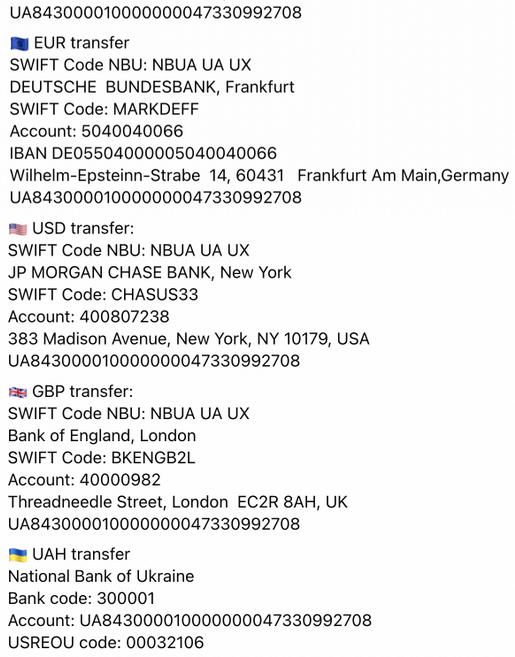 UA843000010000000047330992708
EUR transfer
SWIFT Code NBU: NBUA UA UX
DEUTSCHE  BUNDESBANK, Frankfurt
SWIFT Code: MARKDEFF
Account: 5040040066
IBAN DE05504000005040040066
Wilhelm-Epsteinn-Strabe  14, 60431   Frankfurt Am Main,Germany
UA843000010000000047330992708
USD transfer:
SWIFT Code NBU: NBUA UA UX
JP MORGAN CHASE BANK, New York
SWIFT Code: CHASUS33
Account: 400807238
383 Madison Avenue, New York, NY 10179, USA
UA843000010000000047330992708
GBP transfer:
SWIFT Code NBU: NBUA UA UX
Bank of England, London
SWIFT Code: BKENGB2L
Account: 40000982
Threadneedle Street, London  EC2R 8AH, UK
UA843000010000000047330992708
UAH transfer
National Bank of Ukraine
Bank code: 300001
Account: UA843000010000000047330992708
USREOU code: 00032106